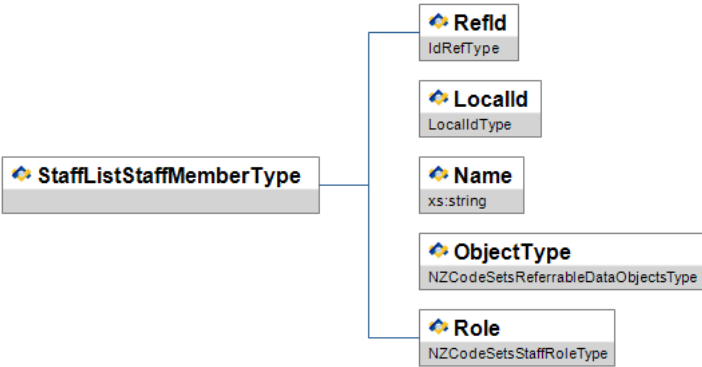 RefId
IdRefType
LocalId
LocalIdType
StaffListStaffMemberType
Name
xs:string
ObjectType
NZCodeSetsReferrableDataObjectsType
Role
NZCodeSetsStaffRoleType